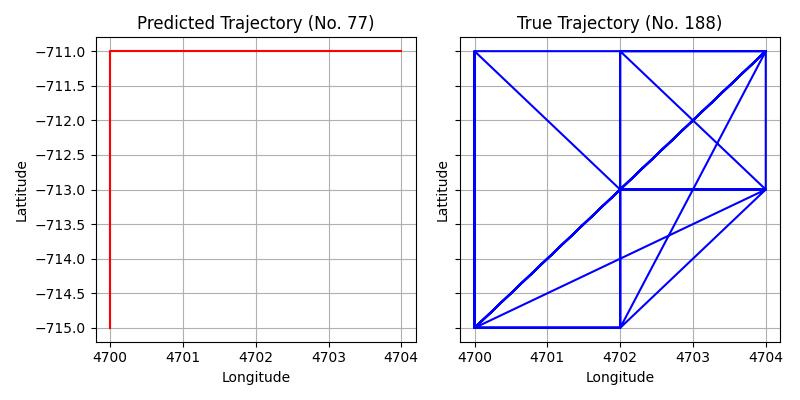 Predicted Trajectory (No. 77)
−711.0
−711.5
−712.0
−712.5
−713.0
−713.5
−714.0
−714.5
−715.0
Lattitude
4700 4701 4702 4703 4704
Longitude
True Trajectory (No. 188)
Lattitude
4700 4701 4702 4703 4704
Longitude